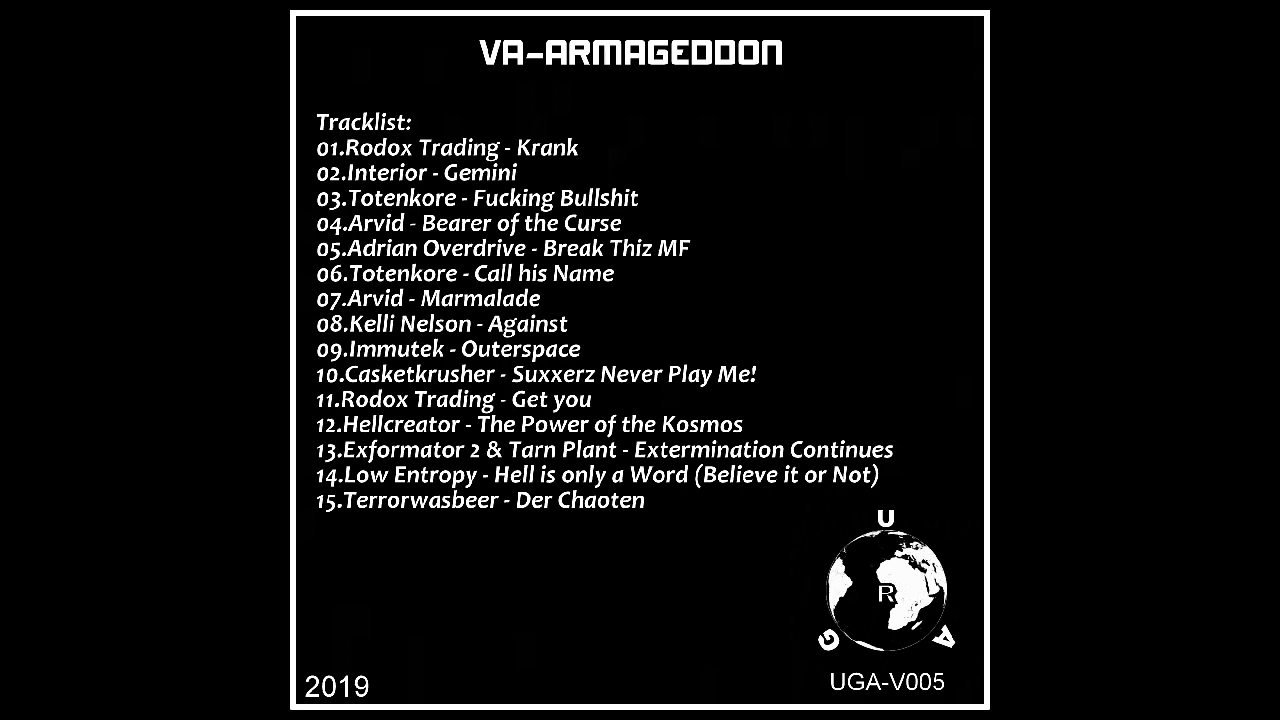 VA-ARMAGEDDON
Tracklist:
01.Rodox Trading - Krank
02.Interior - Gemini
03.Totenkore - Fucking Bullshit
04.Arvid - Bearer of the Curse
05.Adrian Overdrive - Break Thiz MF
06.Totenkore - Call his Name
07.Arvid - Marmalade
08.Kelli Nelson - Against
09.Immutek - Outerspace
10.Casketkrusher - Suxxerz Never Play Me!
11.Rodox Trading - Get you
12.Hellcreator - The Power of the Kosmos
13.Exformator 2 & Tarn Plant - Extermination Continues
14.Low Entropy - Hell is only a Word (Believe it or Not)
15.Terrorwasbeer - Der Chaoten
U
R
G A
UGA-V005
2019